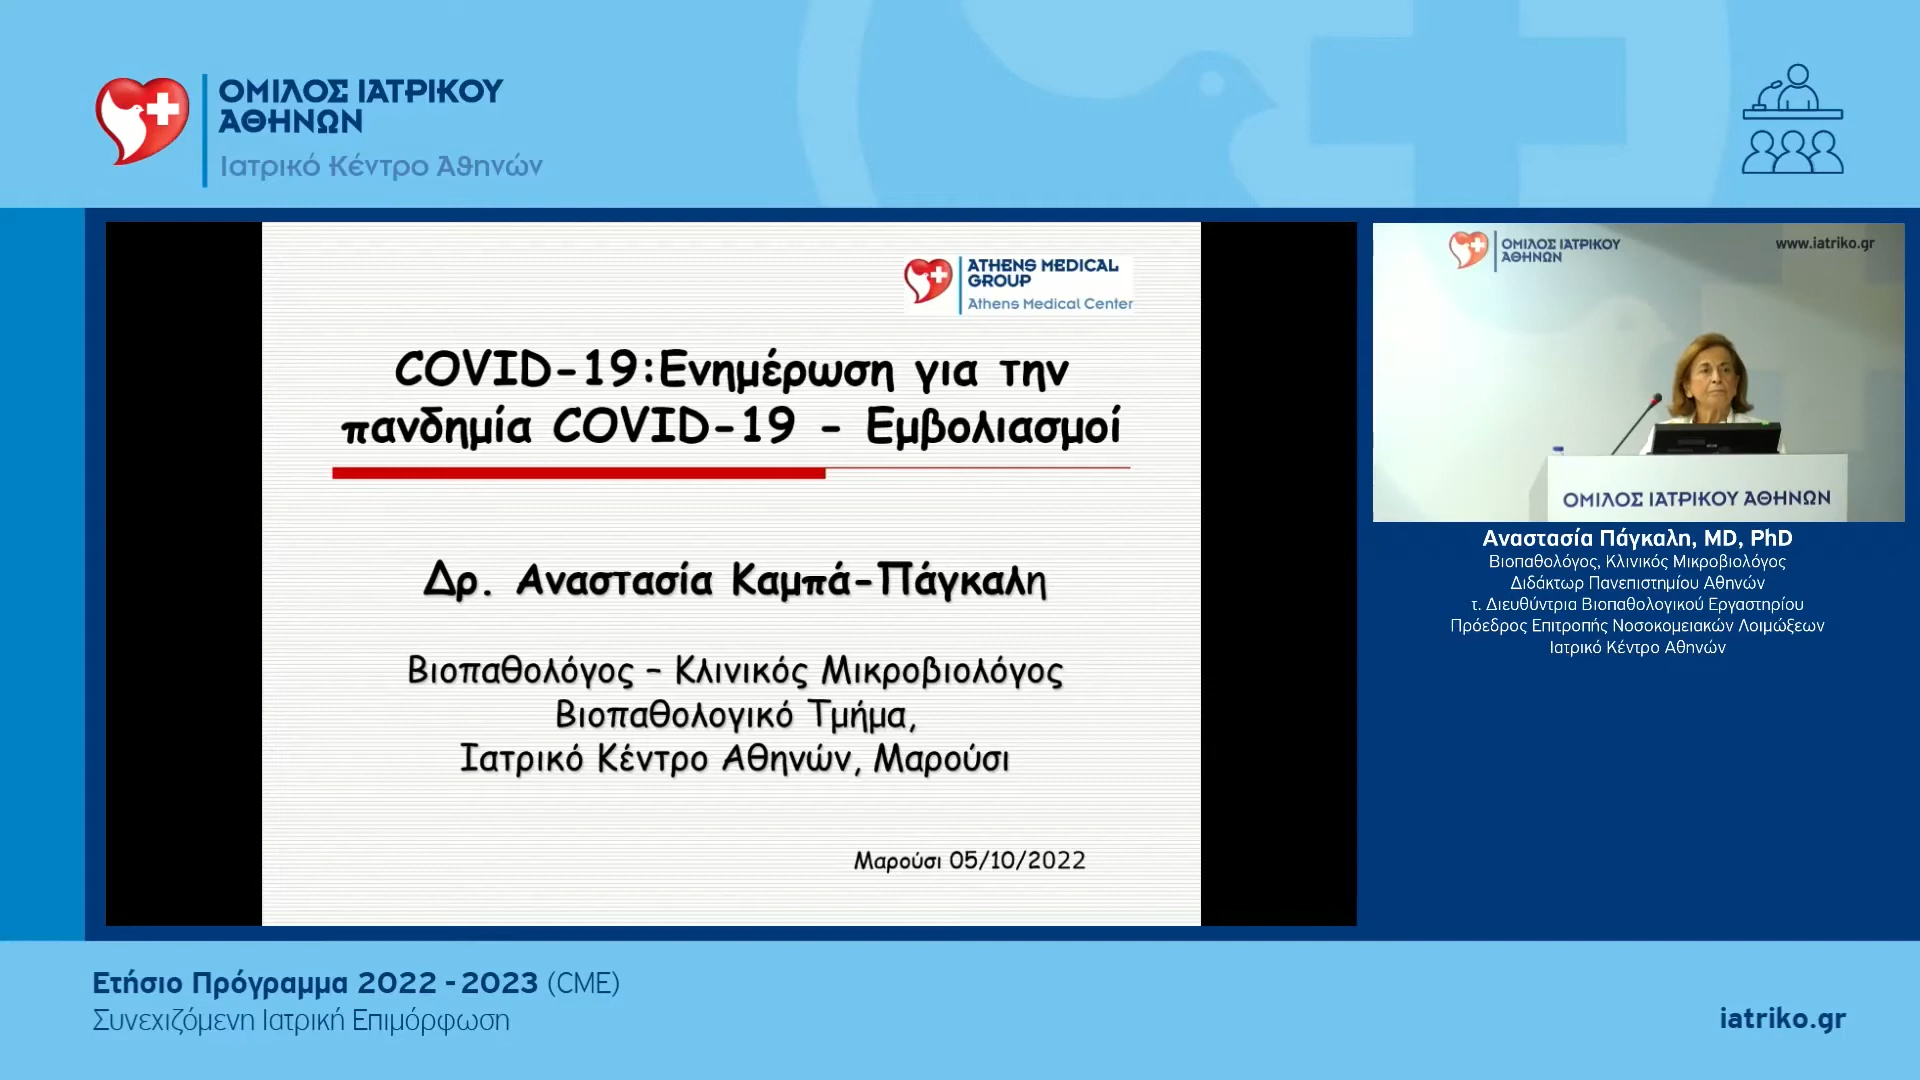 ΟΜΙΛΟΣ ΙΑΤΡΙΚΟΥ
ΑΘΗΝΩΝ
Ιατρικό Κέντρο Αθηνών
ATHENS MEDICAL
GROUP
Athens Medical Center
COVID-19:Ενημέρωση για την
πανδημία COVID-19 - Εμβολιασμοί
Δρ. Αναστασία Καμπά-Πάγκαλη
Βιοπαθολόγος – Κλινικός Μικροβιολόγος
Βιοπαθολογικό Τμήμα,
Ιατρικό Κέντρο Αθηνών, Μαρούσι
Μαρούσι 05/10/2022
ΟΜΙΛΟΣ ΙΑΤΡΙΚΟΥ
ΑΘΗΝΩΝ
www.iatriko.gr
ΟΜΙΛΟΣ ΙΑΤΡΙΚΟΥ ΑΘΗΝΩΝ
Αναστασία Πάγκαλη, MD, PhD
Βιοπαθολόγος, Κλινικός Μικροβιολόγος
Διδάκτωρ Πανεπιστημίου Αθηνών
τ. Διευθύντρια Βιοπαθολογικού Εργαστηρίου
Πρόεδρος Επιτροπής Νοσοκομειακών Λοιμώξεων
Ιατρικό Κέντρο Αθηνών
Ετήσιο Πρόγραμμα 2022 - 2023 (CME)
Συνεχιζόμενη Ιατρική Επιμόρφωση
iatriko.gr